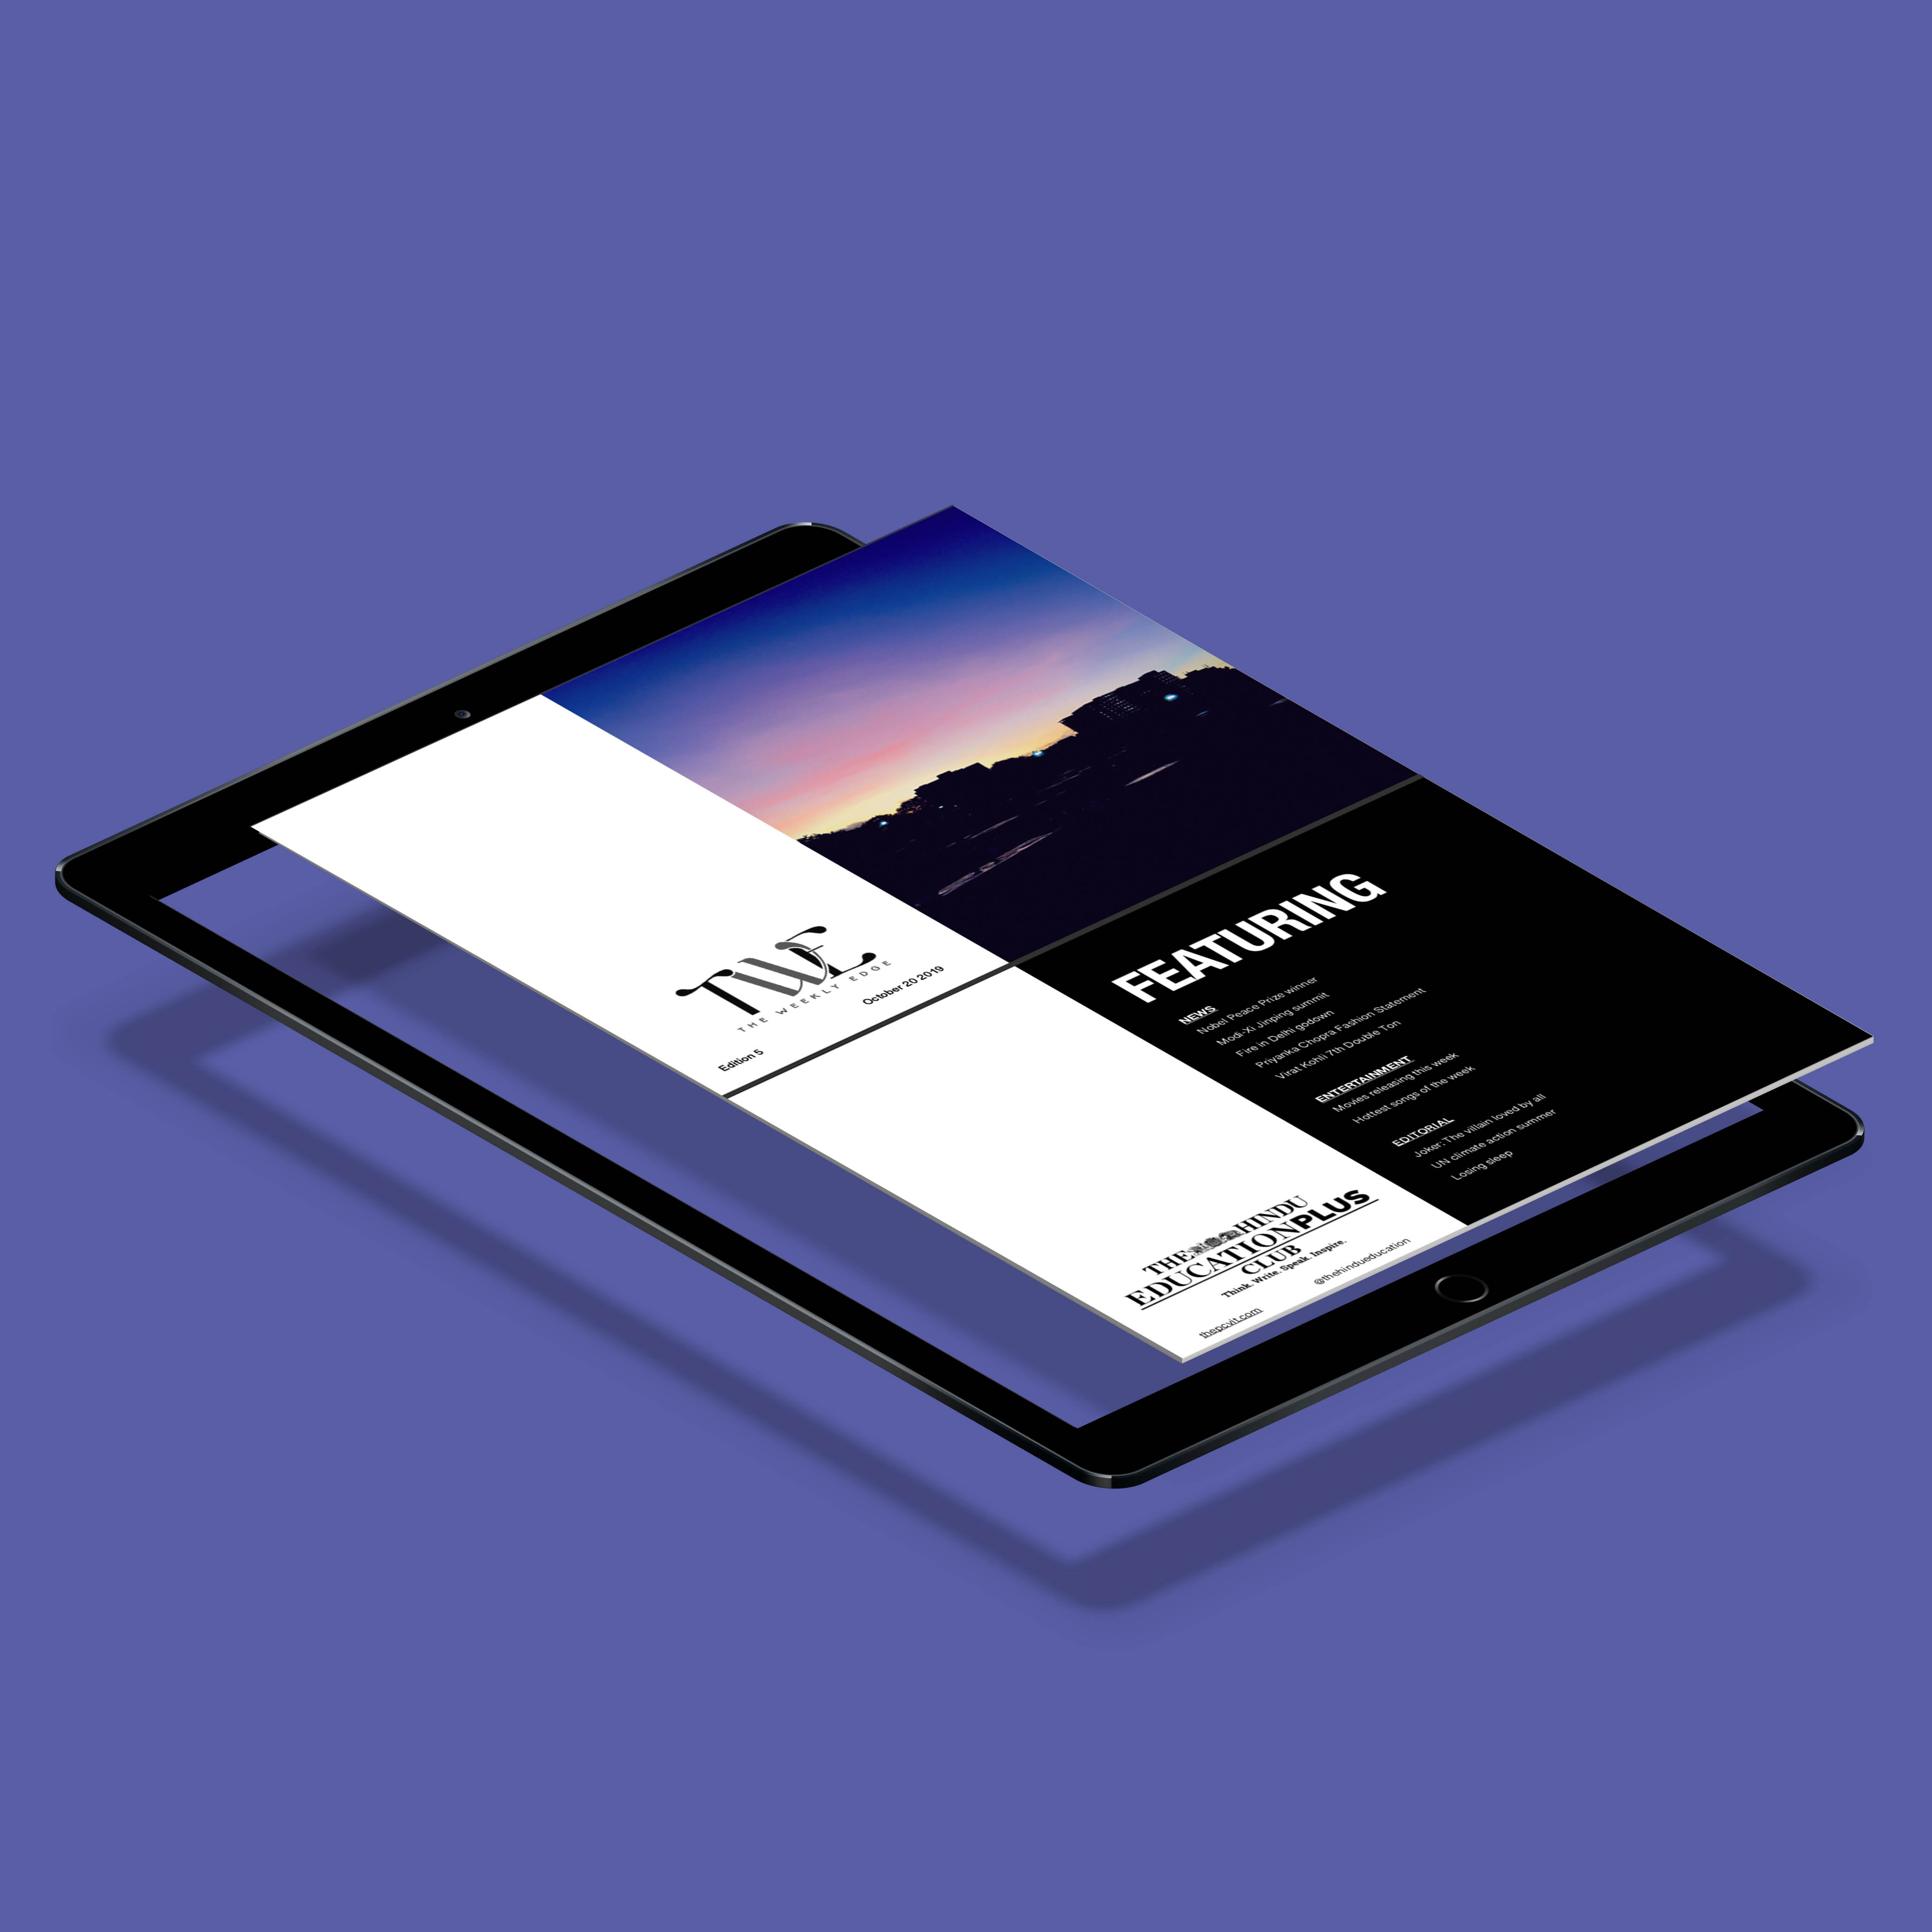 TWE
THE WEEKLY EDGE
Edition 5
October 20 2019
FEATURING
NEWS
Nobel Peace Prize winner
Modi-Xi Jinping summit
Fire in Delhi godown
Priyanka Chopra Fashion Statement
Virat Kohli 7th Double Ton
ENTERTAINMENT
Movies releasing this week
Hottest songs of the week
EDITORIAL
Joker: The villain loved by all
UN climate action summer
Losing sleep
THE HINDU
EDUCATIONPLUS
CLUB
Think. Write. Speak. Inspire.
thepcvit.com
@thehindueducation